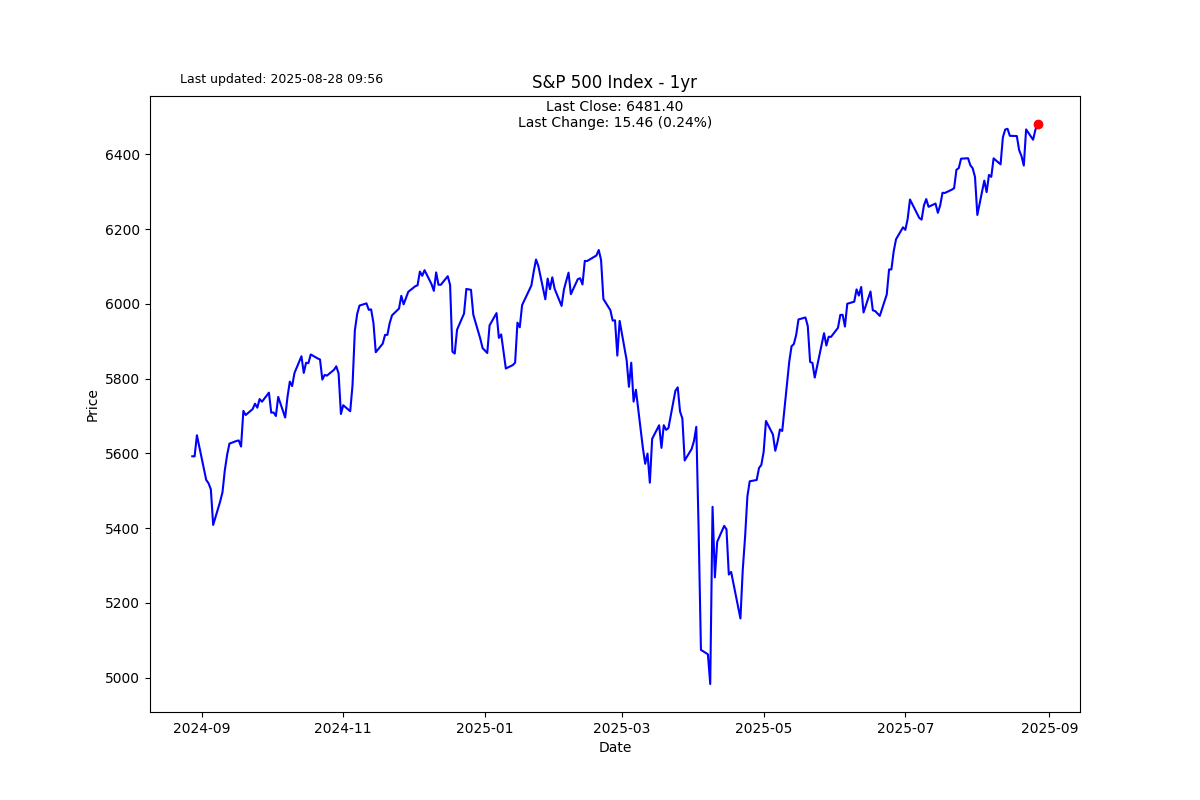 Last updated: 2025-08-28 09:56
S&P 500 Index - 1yr
Last Close: 6481.40
Last Change: 15.46 (0.24%)
6400
6200
6000
5800
5600
5400
5200
5000
Price
2024-09 2024-11 2025-01 2025-03 2025-05 2025-07 2025-09
Date